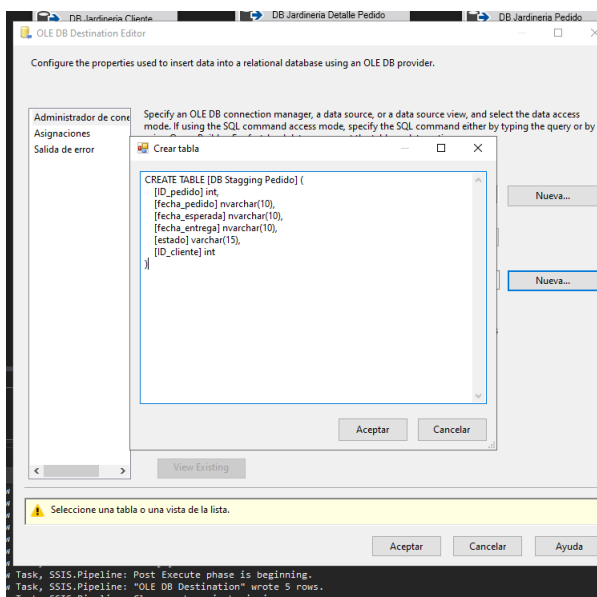 DB Jardineria Cliente
DB Jardineria Detalle Pedido
DB Jardineria Pedido
OLE DB Destination Editor
Configure the properties used to insert data into a relational database using an OLE DB provider.
Administrador de cone
Asignaciones
Salida de error
Specify an OLE DB connection manager, a data source, or a data source view, and select the data access
mode. If using the SQL command access mode, specify the SQL command either by typing the query or by
Crear tabla
CREATE TABLE [DB Stagging Pedido] (
[ID_pedido] int,
[fecha_pedido] nvarchar(10),
[fecha_esperada] nvarchar(10),
[fecha_entrega] nvarchar(10),
[estado] varchar(15),
[ID_cliente] int
)
Nueva...
Nueva...
Aceptar
Cancelar
View Existing
Seleccione una tabla o una vista de la lista.
Aceptar
Cancelar
Ayuda
Task, SSIS.Pipeline: Post Execute phase is beginning.
Task, SSIS.Pipeline: "OLE DB Destination" wrote 5 rows.